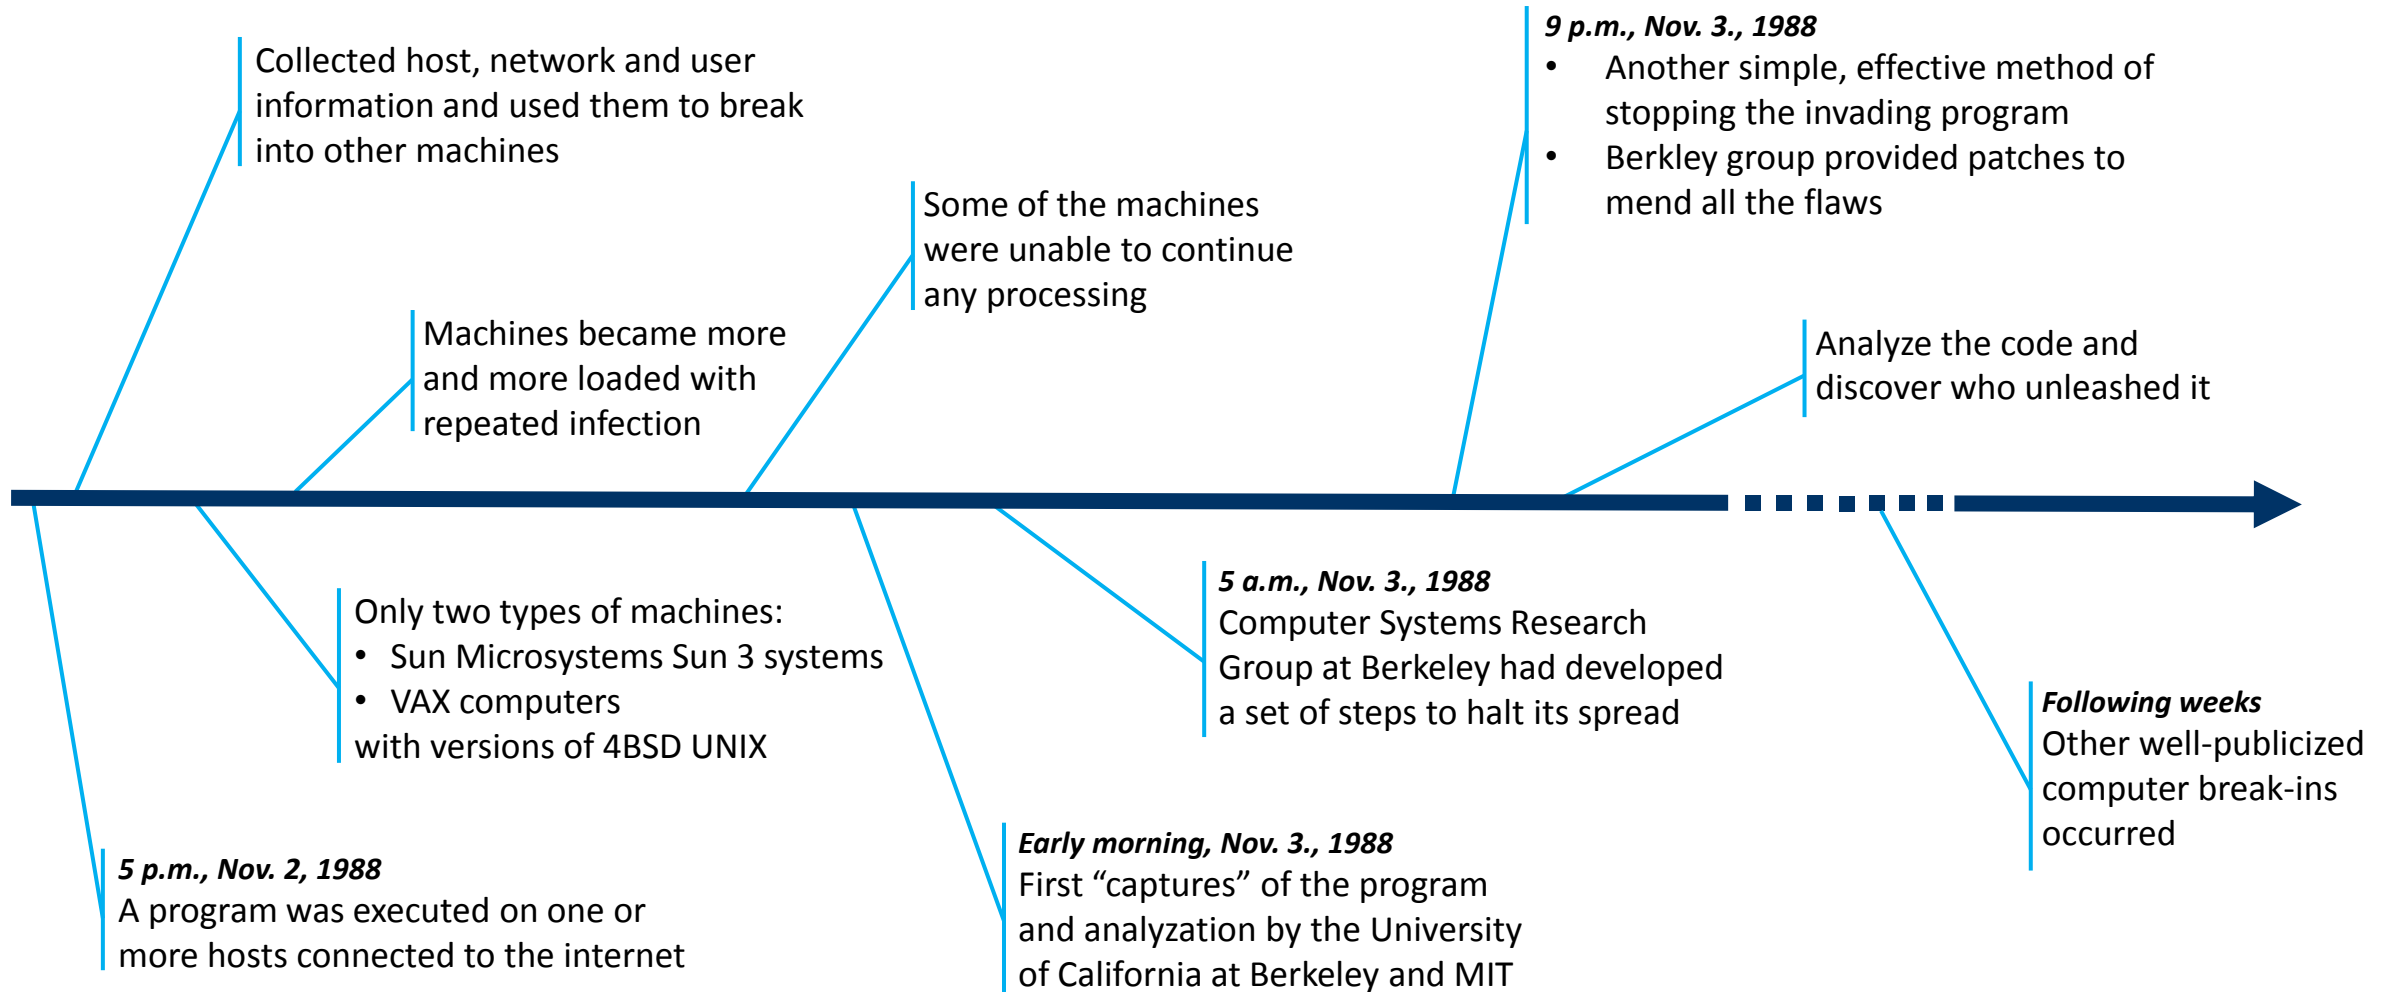 Collected host, network and user
information and used them to break
into other machines
Machines became more
and more loaded with
repeated infection
Some of the machines
were unable to continue
any processing
9 p.m., Nov. 3., 1988
• Another simple, effective method of
stopping the invading program
• Berkley group provided patches to
mend all the flaws
Analyze the code and
discover who unleashed it
5 p.m., Nov. 2, 1988
A program was executed on one or
more hosts connected to the internet
Only two types of machines:
• Sun Microsystems Sun 3 systems
• VAX computers
with versions of 4BSD UNIX
Early morning, Nov. 3., 1988
First “captures” of the program
and analyzation by the University
of California at Berkeley and MIT
5 a.m., Nov. 3., 1988
Computer Systems Research
Group at Berkeley had developed
a set of steps to halt its spread
Following weeks
Other well-publicized
computer break-ins
occurred